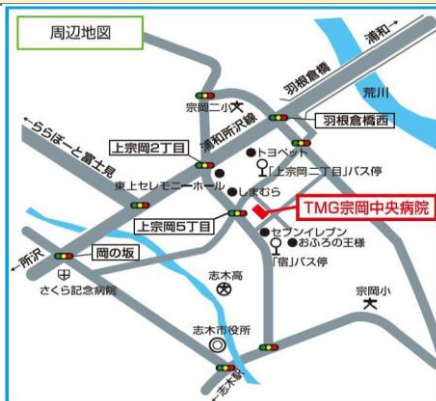 周辺地図
浦和→
羽根倉橋
荒川
宗岡二小
羽根倉橋西
浦和所沢線
←ららぽーと富士見
上宗岡2丁目
トヨペット
「上宗岡二丁目」バス停
東上セレモニーホール
しまむら
TMG宗岡中央病院
上宗岡5丁目
セブンイレブン
おふろの王様
「宿」バス停
←所沢
岡の坂
さくら記念病院
志木高
宗岡小
志木市役所
←志木駅